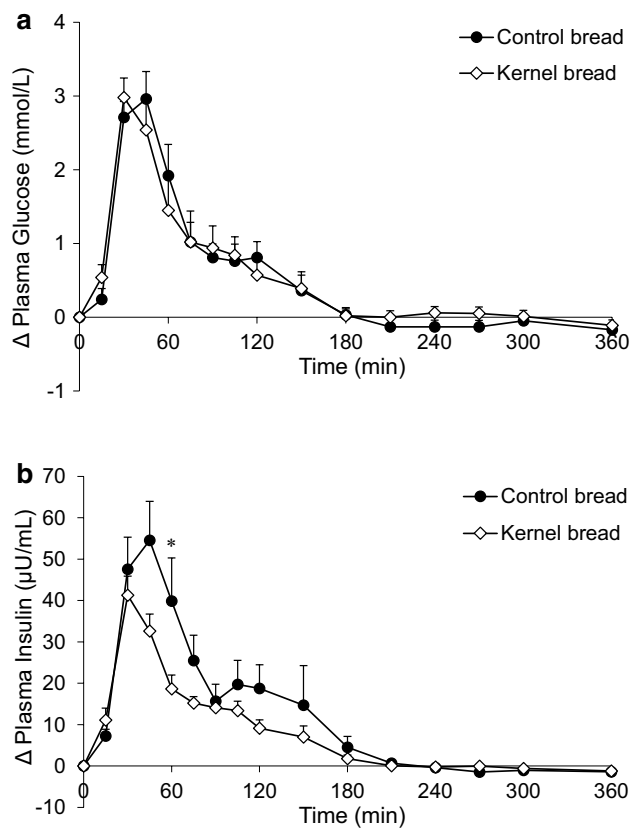 a
4
3
2
1
0
-1
Δ Plasma Glucose (mmol/L)
Control bread
Kernel bread
0 60 120 180 240 300 360
Time (min)
b
70
60
50
40
30
20
10
0
-10
Δ Plasma Insulin (µU/mL)
Control bread
Kernel bread
*
0 60 120 180 240 300 360
Time (min)